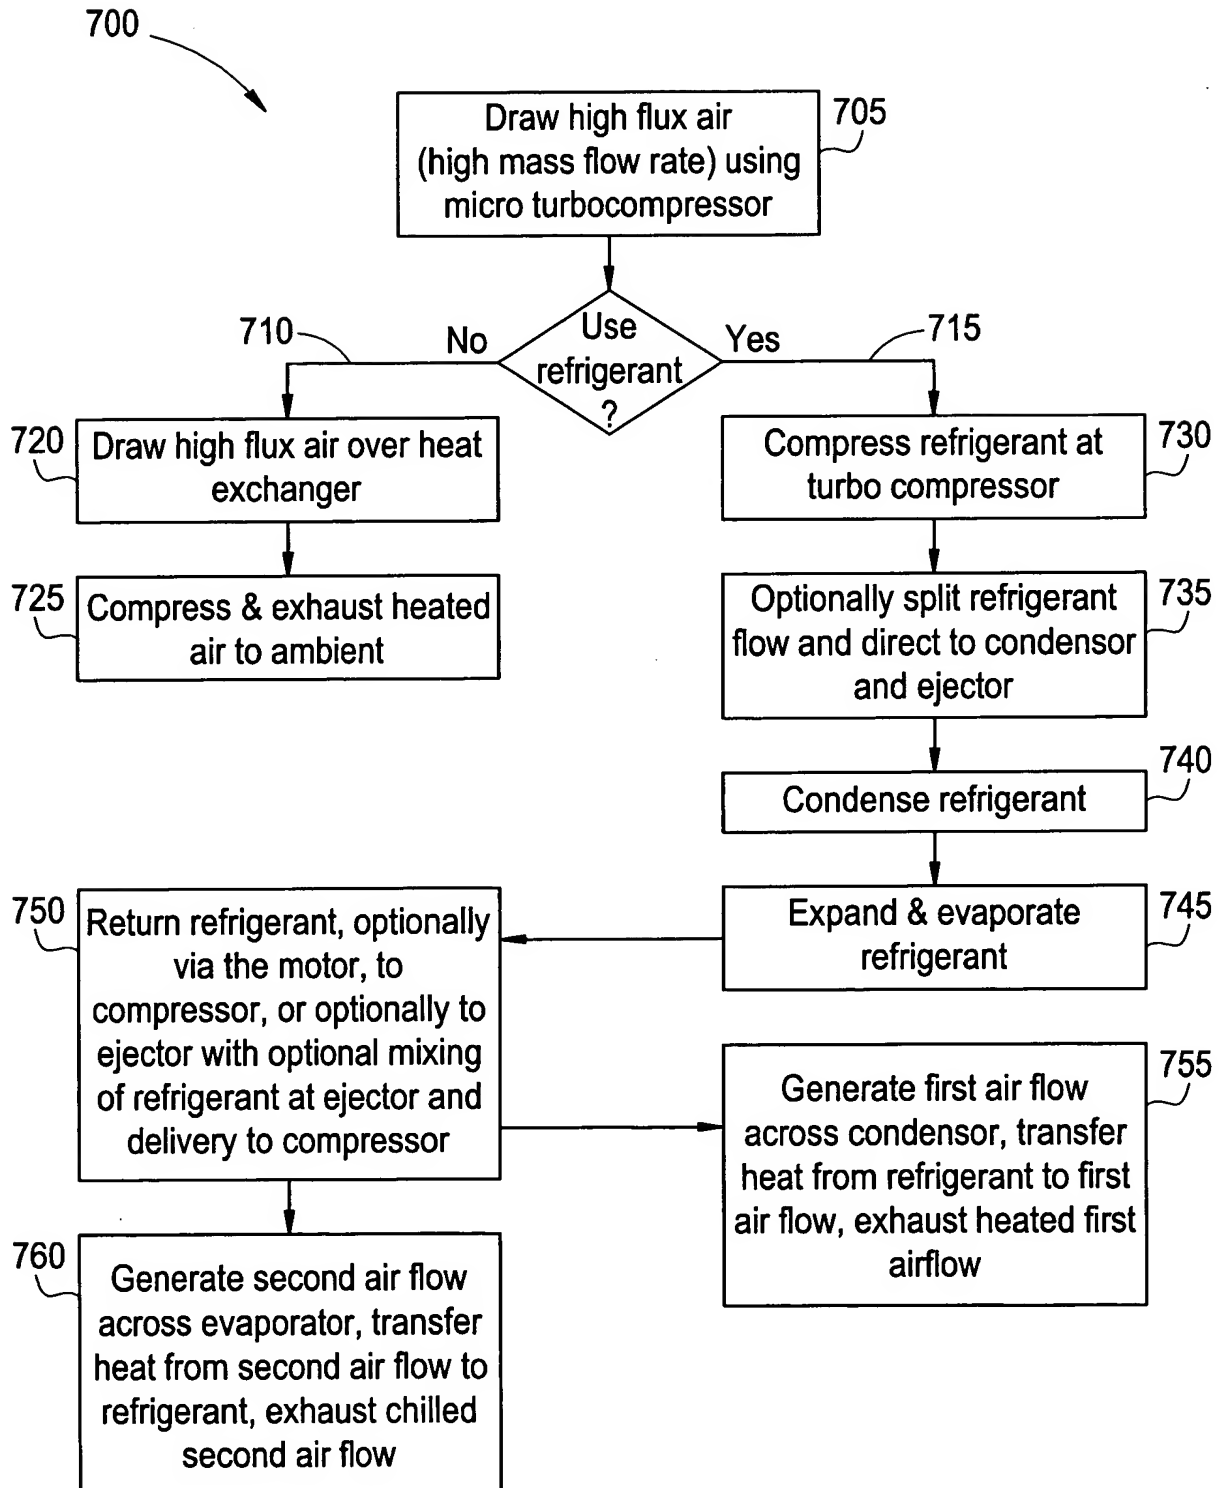 700
Draw high flux air
(high mass flow rate) using
micro turbocompressor
705
Use
refrigerant
?
No
Yes
710
715
720
Draw high flux air over heat
exchanger
725
Compress & exhaust heated
air to ambient
Compress refrigerant at
turbo compressor
730
Optionally split refrigerant
flow and direct to condensor
and ejector
735
Condense refrigerant
740
Expand & evaporate
refrigerant
745
750
Return refrigerant, optionally
via the motor, to
compressor, or optionally to
ejector with optional mixing
of refrigerant at ejector and
delivery to compressor
Generate first air flow
across condensor, transfer
heat from refrigerant to first
air flow, exhaust heated first
airflow
755
760
Generate second air flow
across evaporator, transfer
heat from second air flow to
refrigerant, exhaust chilled
second air flow